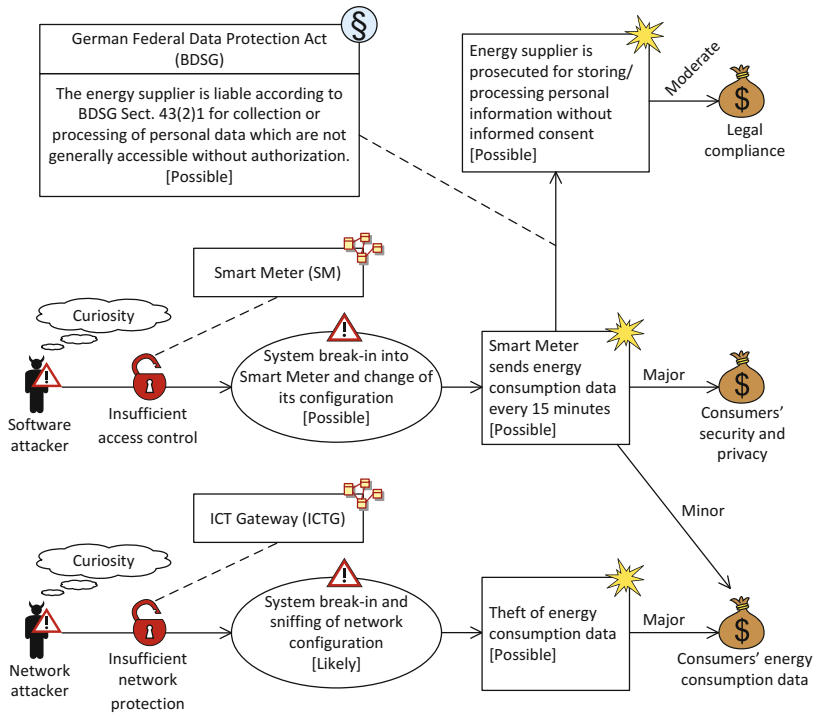 §
German Federal Data Protection Act
(BDSG)
The energy supplier is liable according to
BDSG Sect. 43(2)1 for collection or
processing of personal data which are not
generally accessible without authorization.
[Possible]
Energy supplier is
prosecuted for storing/
processing personal
information without
informed consent
[Possible]
Moderate
$
Legal
compliance
Smart Meter (SM)
Curiosity
!
Software
attacker
Insufficient
access control
!
System break-in into
Smart Meter and change of
its configuration
[Possible]
Smart Meter
sends energy
consumption data
every 15 minutes
[Possible]
Major
$
Consumers’
security and
privacy
Minor
ICT Gateway (ICTG)
Curiosity
!
Network
attacker
Insufficient
network
protection
!
System break-in and
sniffing of network
configuration
[Likely]
Theft of energy
consumption data
[Possible]
Major
$
Consumers’ energy
consumption data